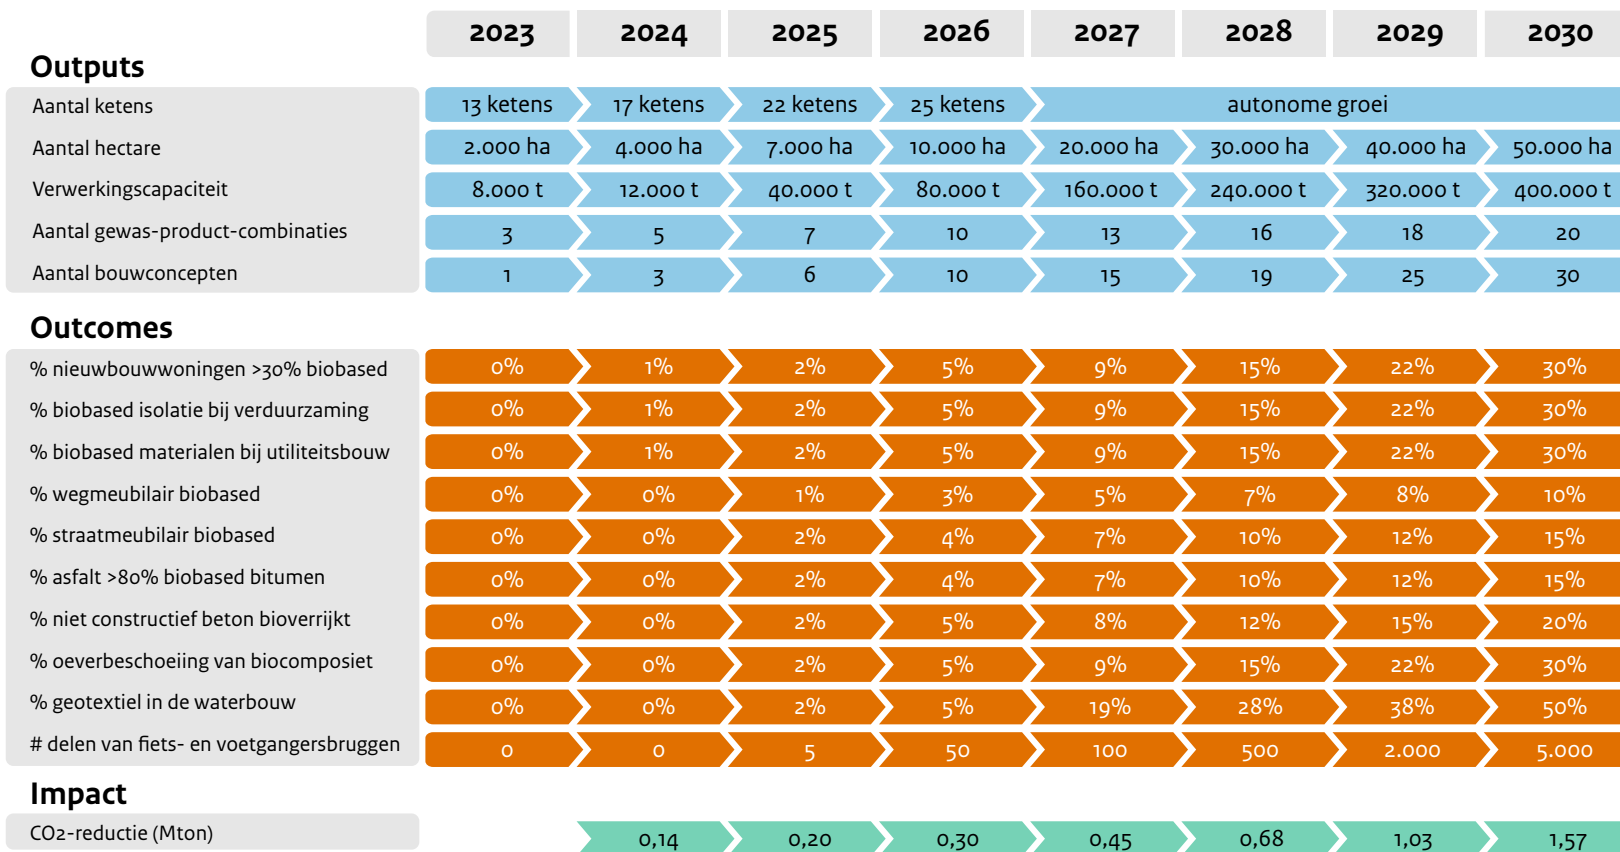 2023 2024 2025 2026 2027 2028 2029 2030
Outputs
Aantal ketens 13 ketens 17 ketens 22 ketens 25 ketens autonome groei
Aantal hectare 2.000 ha 4.000 ha 7.000 ha 10.000 ha 20.000 ha 30.000 ha 40.000 ha 50.000 ha
Verwerkingscapaciteit 8.000 t 12.000 t 40.000 t 80.000 t 160.000 t 240.000 t 320.000 t 400.000 t
Aantal gewas-product-combinaties 3 5 7 10 13 16 18 20
Aantal bouwconcepten 1 3 6 10 15 19 25 30
Outcomes
% nieuwbouwwoningen >30% biobased 0% 1% 2% 5% 9% 15% 22% 30%
% biobased isolatie bij verduurzaming 0% 1% 2% 5% 9% 15% 22% 30%
% biobased materialen bij utiliteitsbouw 0% 1% 2% 5% 9% 15% 22% 30%
% wegmeubilair biobased 0% 0% 1% 3% 5% 7% 8% 10%
% straatmeubilair biobased 0% 0% 2% 4% 7% 10% 12% 15%
% asfalt >80% biobased bitumen 0% 0% 2% 4% 7% 10% 12% 15%
% niet constructief beton bioverrijkt 0% 0% 2% 5% 8% 12% 15% 20%
% oeverbeschoeiing van biocomposiet 0% 0% 2% 5% 9% 15% 22% 30%
% geotextiel in de waterbouw 0% 0% 2% 5% 19% 28% 38% 50%
# delen van fiets- en voetgangersbruggen 0 0 5 50 100 500 2.000 5.000
Impact
CO2-reductie (Mton) 0,14 0,20 0,30 0,45 0,68 1,03 1,57